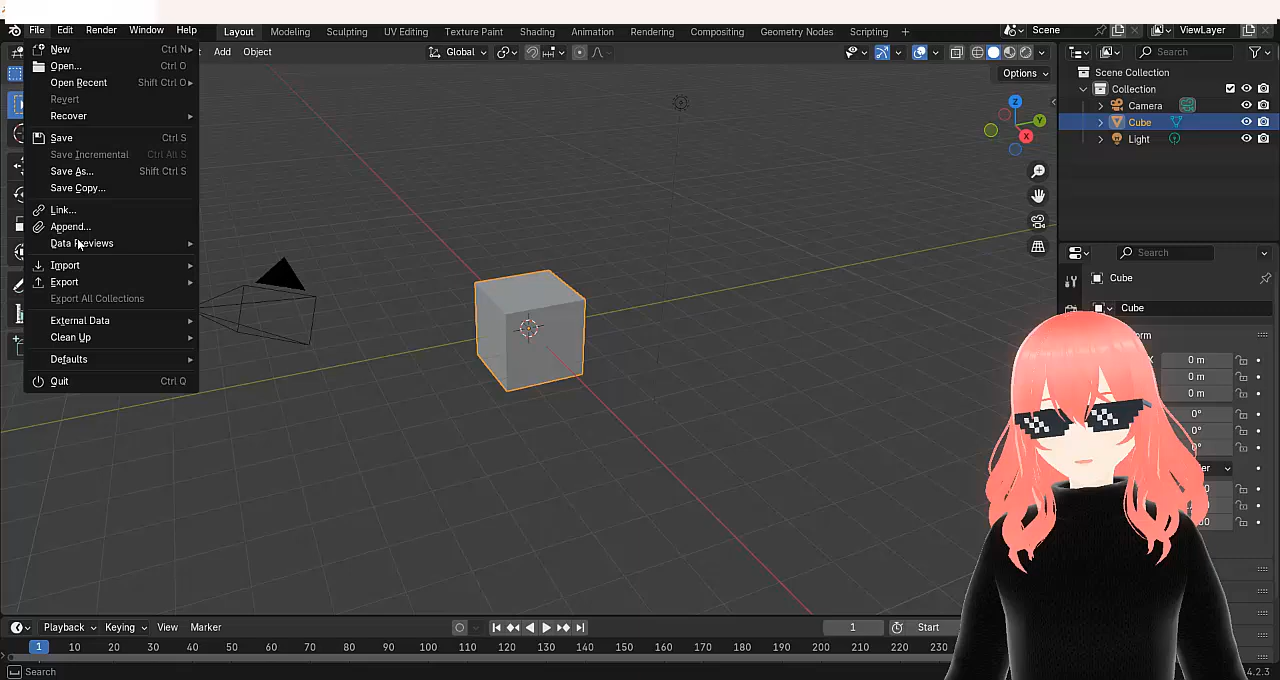 File Edit Render Window Help Layout Modeling Sculpting UV Editing Texture Paint Shading Animation Rendering Compositing Geometry Nodes Scripting + Scene ViewLayer
Add Object Global Search
Options
New Ctrl N
Open... Ctrl O
Open Recent Shift Ctrl O
Revert
Recover
Save Ctrl S
Save Incremental Ctrl Alt S
Save As... Shift Ctrl S
Save Copy...
Link...
Append...
Data Previews
Import
Export
Export All Collections
External Data
Clean Up
Defaults
Quit Ctrl Q
Z
Y
X
Scene Collection
Collection
Camera
Cube
Light
Search
Cube
Cube
0 m
0 m
0 m
0°
0°
0°
Playback Keying View Marker 1 Start
1 10 20 30 40 50 60 70 80 90 100 110 120 130 140 150 160 170 180 190 200 210 220 230
Search 4.2.3